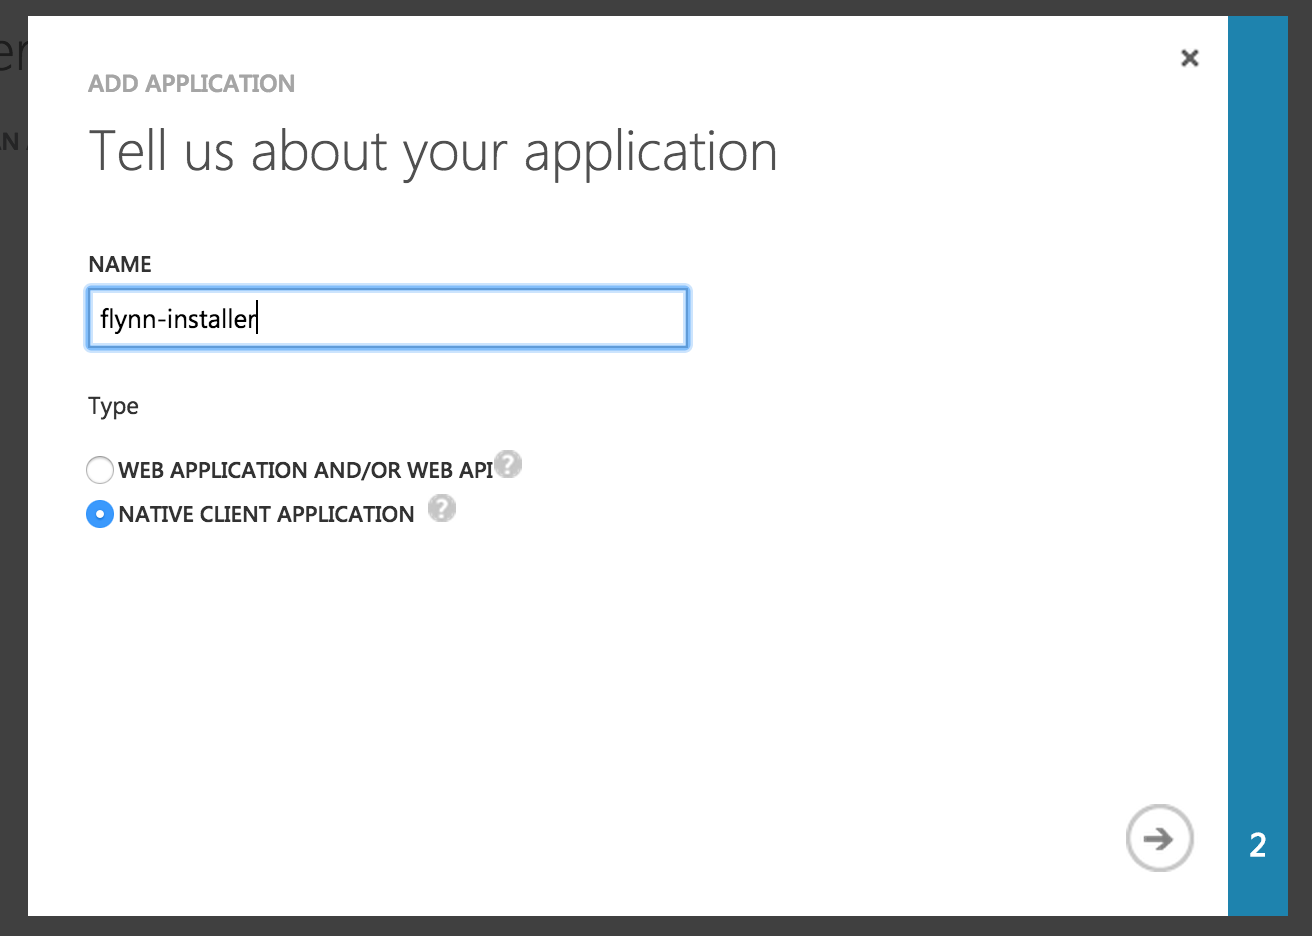 ADD APPLICATION
Tell us about your application
NAME
flynn-installer
Type
WEB APPLICATION AND/OR WEB API ?
NATIVE CLIENT APPLICATION ?
2